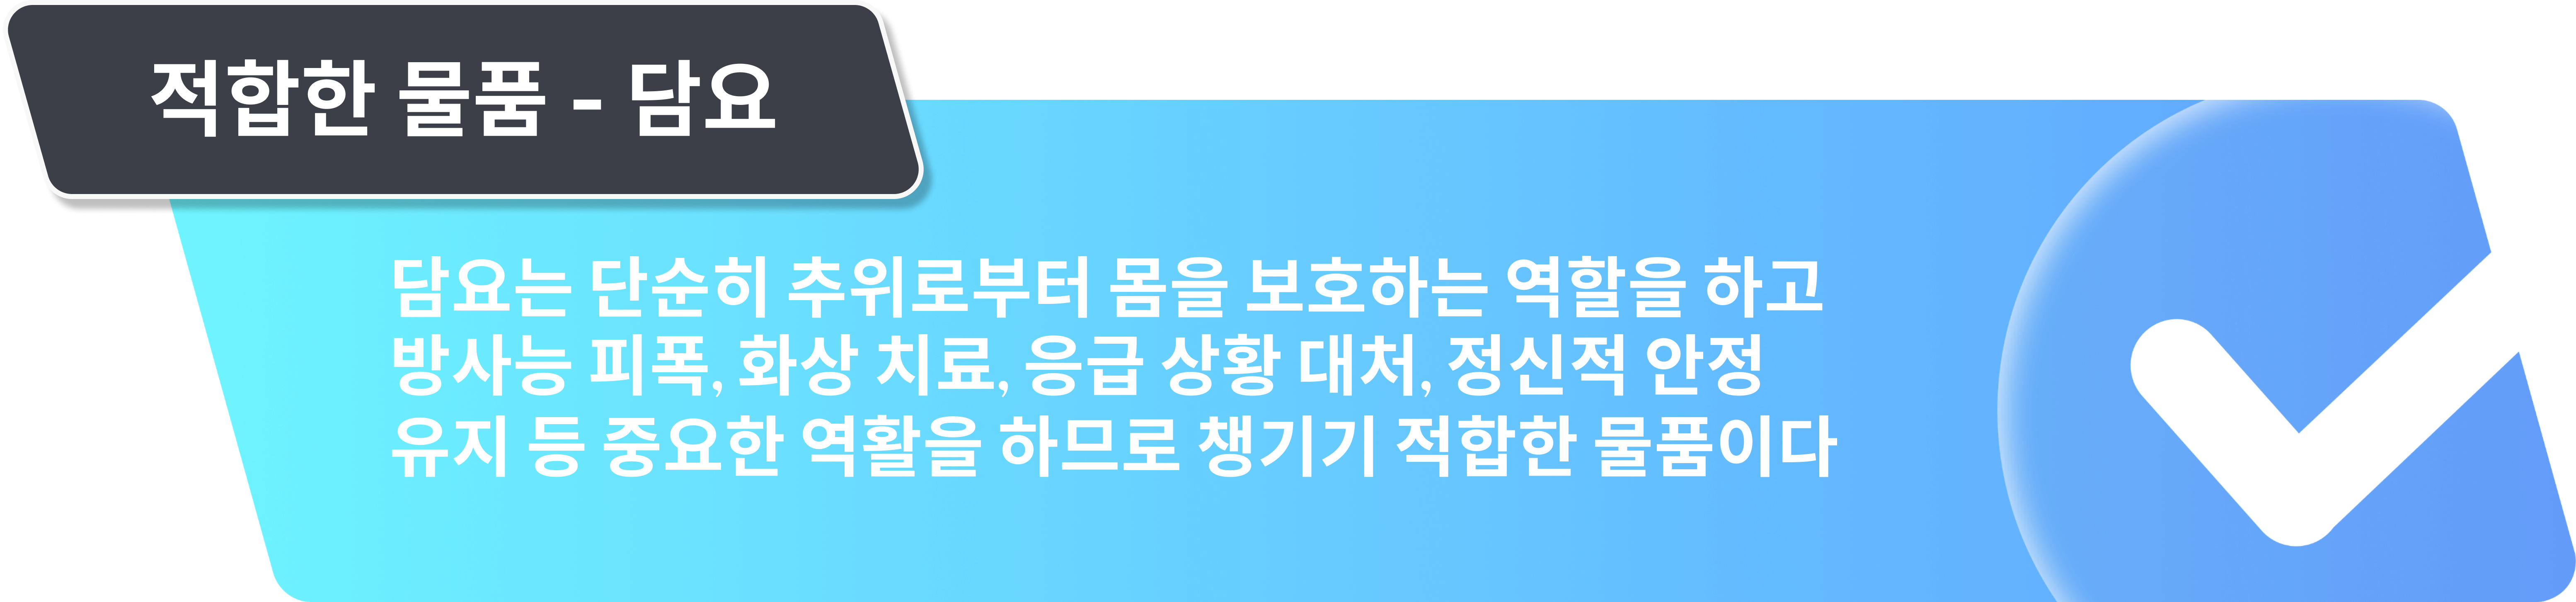 적합한 물품 - 담요
담요는 단순히 추위로부터 몸을 보호하는 역할을 하고
방사능 피폭, 화상 치료, 응급 상황 대처, 정신적 안정
유지 등 중요한 역활을 하므로 챙기기 적합한 물품이다